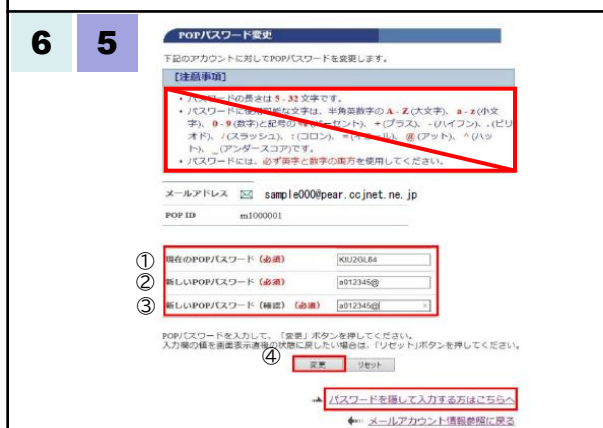 6 5
POPパスワード変更
下記のアカウントに対してPOPパスワードを変更します。
【注意事項】
・パスワードの長さは 5 - 32 文字です。
・パスワードに使用可能な文字は、半角英数字の A - Z (大文字)、a - z (小文
字)、0 - 9 (数字)と記号の %(パーセント)、+(プラス)、-(ハイフン)、.(ピリ
オド)、/(スラッシュ)、:(コロン)、=(イコール)、@(アット)、^(ハッ
ト)、_(アンダースコア)です。
・パスワードには、必ず英字と数字の両方を使用してください。
メールアドレス sample000@pear.ccjnet.ne.jp
POP ID m1000001
① 現在のPOPパスワード (必須) KIU2GL84
② 新しいPOPパスワード (必須) a012345@
③ 新しいPOPパスワード (確認) (必須) a012345@ ×
POPパスワードを入力して、「変更」ボタンを押してください。
入力欄の値を画面表示直後の状態に戻したい場合は、「リセット」ボタンを押してください。
④ 変更 リセット
パスワードを隠して入力する方はこちらへ
メールアカウント情報参照に戻る